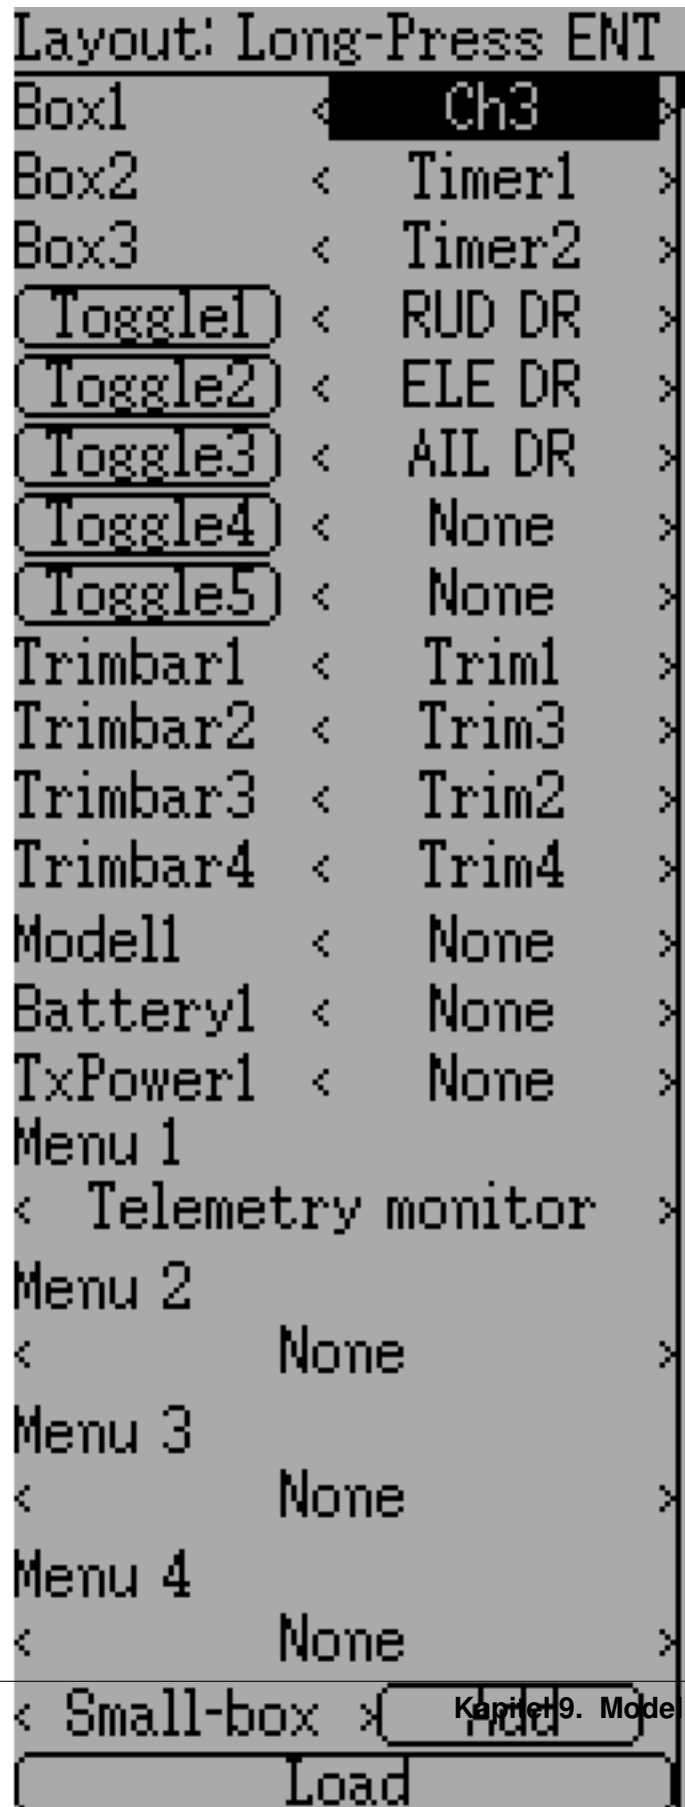 Layout: Long-Press ENT
Box1 < Ch3 >
Box2 < Timer1 >
Box3 < Timer2 >
Toggle1 < RUD DR >
Toggle2 < ELE DR >
Toggle3 < AIL DR >
Toggle4 < None >
Toggle5 < None >
Trimbar1 < Trim1 >
Trimbar2 < Trim3 >
Trimbar3 < Trim2 >
Trimbar4 < Trim4 >
Model1 < None >
Battery1 < None >
TxPower1 < None >
Menu 1
< Telemetry monitor >
Menu 2
< None >
Menu 3
< None >
Menu 4
< None >
< Small-box > Add
Kapitel 9. Model
Load